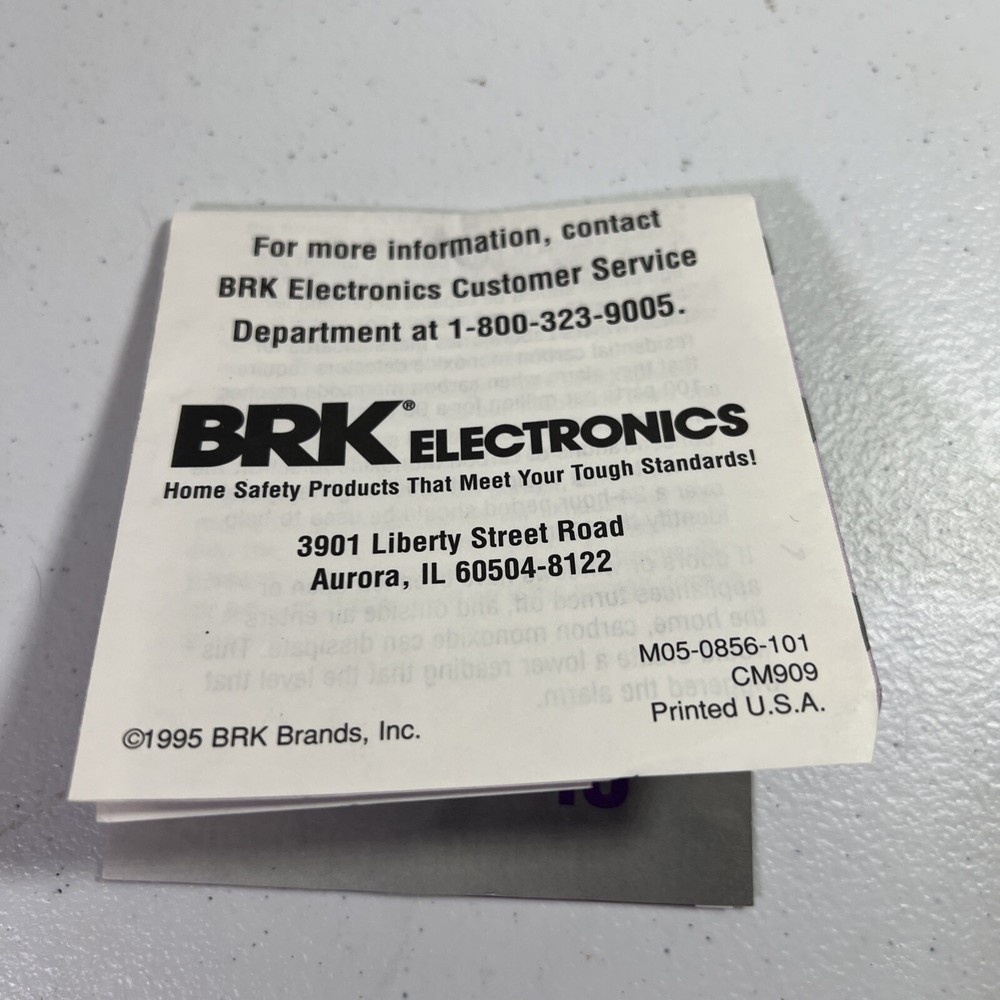 For more information, contact
BRK Electronics Customer Service
Department at 1-800-323-9005.
BRK® ELECTRONICS
Home Safety Products That Meet Your Tough Standards!
3901 Liberty Street Road
Aurora, IL 60504-8122
M05-0856-101
CM909
Printed U.S.A.
©1995 BRK Brands, Inc.